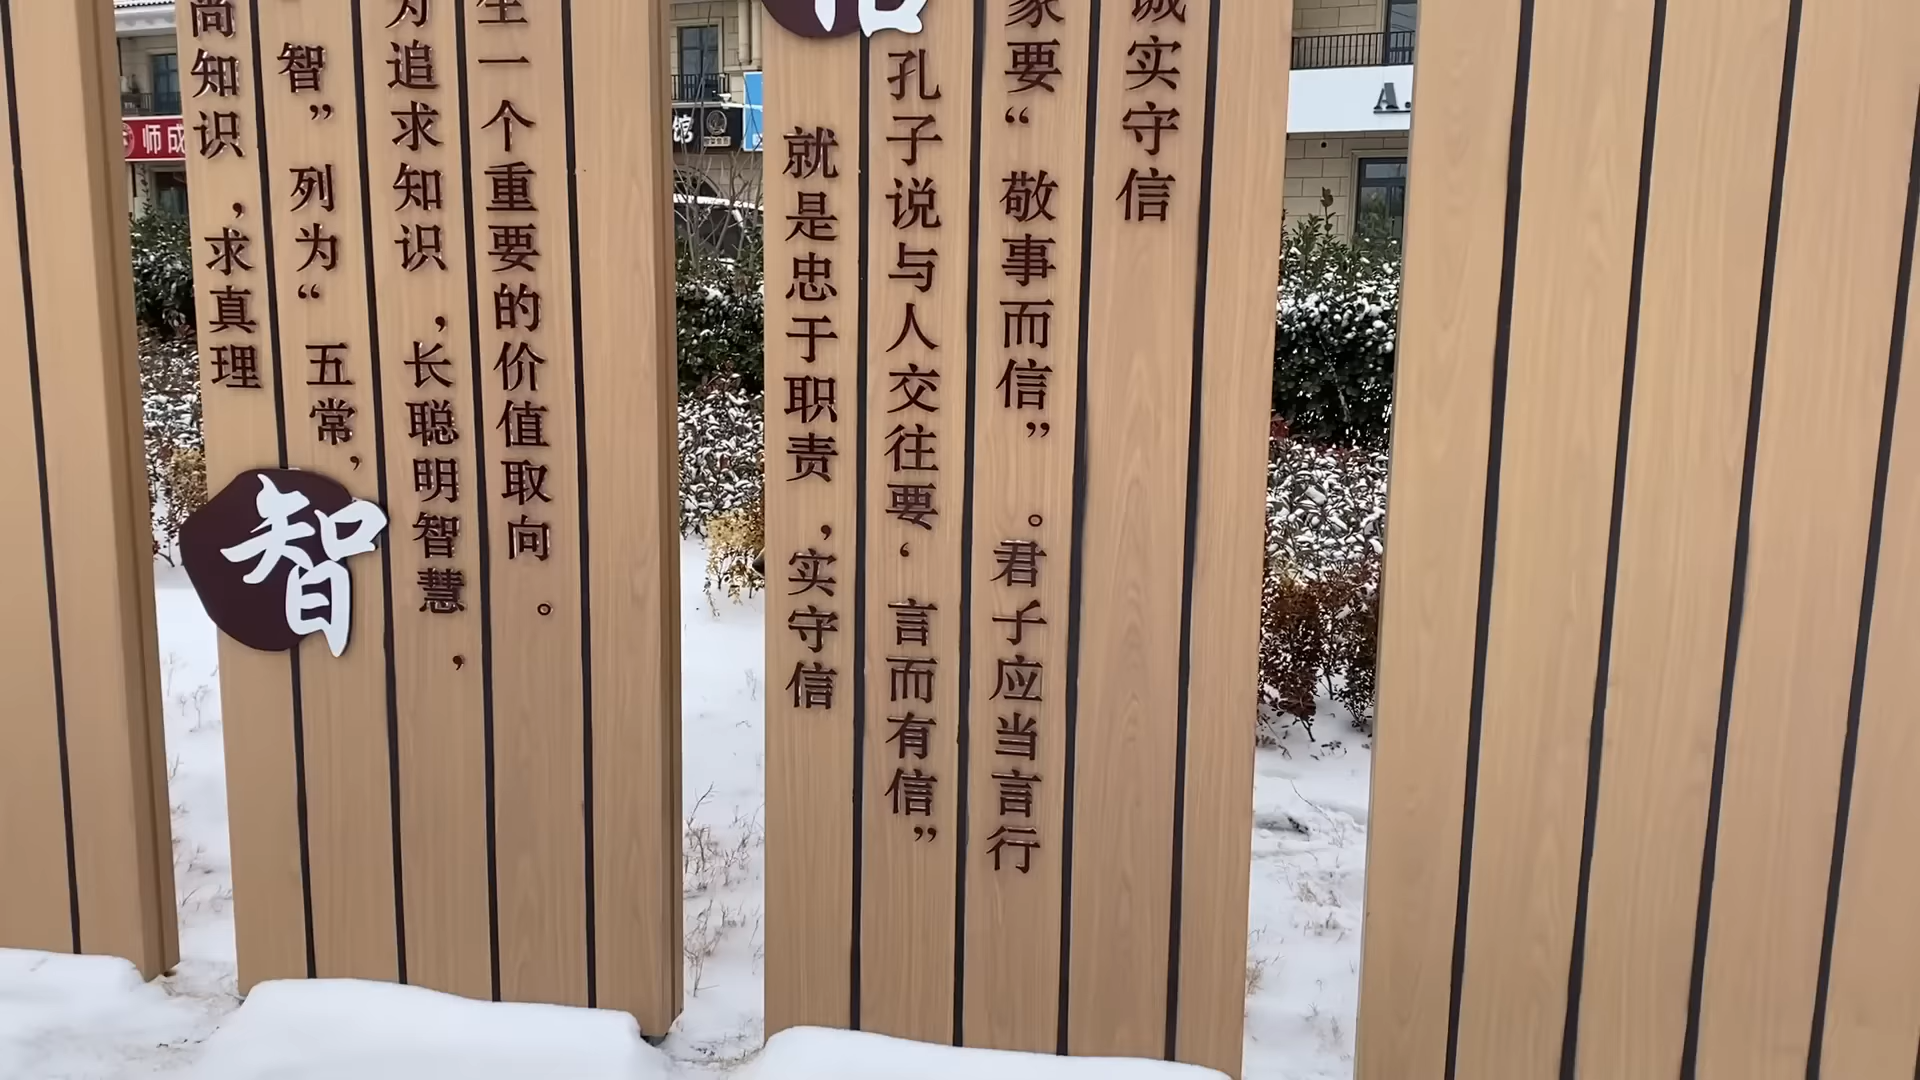 尚知识，求真理
智”列为“五常，
为追求知识，长聪明智慧，
生一个重要的价值取向。
智
信
就是忠于职责，实守信
孔子说与人交往要‘言而有信”
家要“敬事而信”。君子应当言行
诚实守信
师成
馆
A.